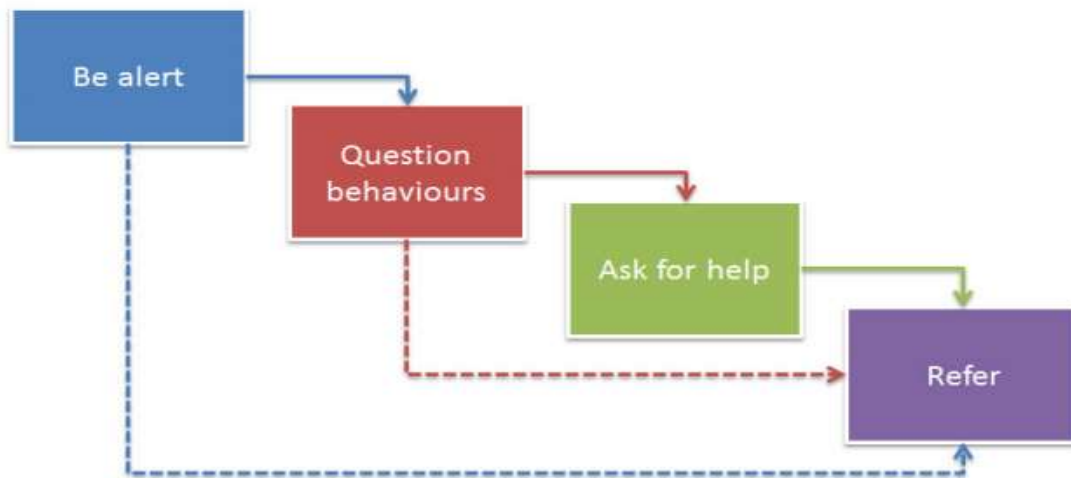 Be alert
Question
behaviours
Ask for help
Refer